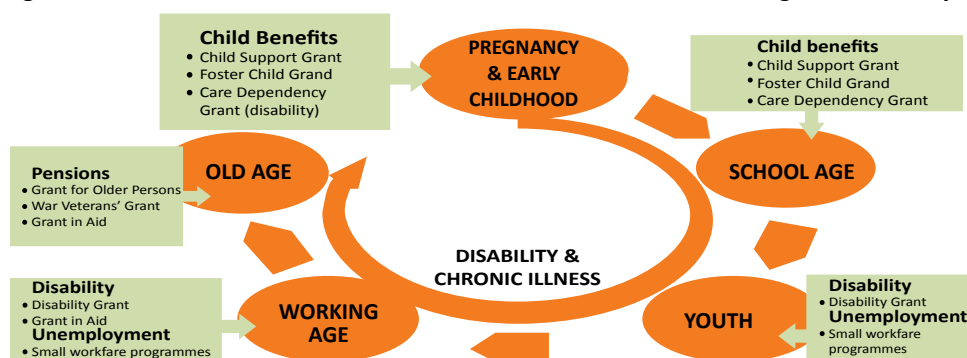 Child Benefits
• Child Support Grant
• Foster Child Grand
• Care Dependency
Grant (disability)
PREGNANCY
& EARLY
CHILDHOOD
Child benefits
• Child Support Grant
• Foster Child Grand
• Care Dependency Grant
Pensions
• Grant for Older Persons
• War Veterans' Grant
• Grant in Aid
OLD AGE
SCHOOL AGE
DISABILITY &
CHRONIC ILLNESS
Disability
• Disability Grant
• Grant in Aid
Unemployment
• Small workfare programmes
WORKING
AGE
YOUTH
Disability
• Disability Grant
Unemployment
• Small workfare
programmes